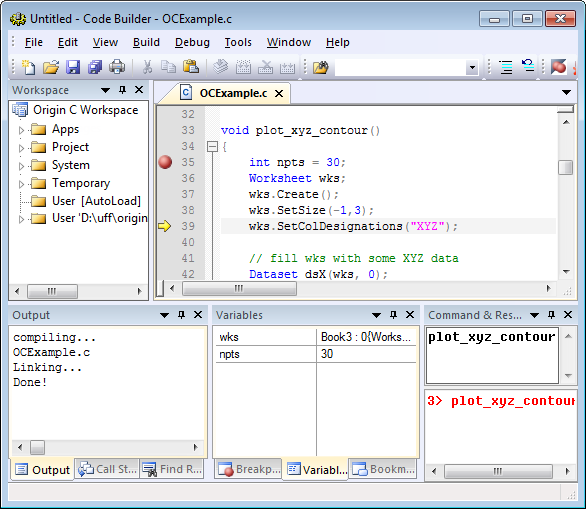 Untitled - Code Builder - OCExample.c
File Edit View Build Debug Tools Window Help
Workspace
Origin C Workspace
Apps
Project
System
Temporary
User [AutoLoad]
User 'D:\uff\origin
OCExample.c
32
33 void plot_xyz_contour()
34 {
35 int npts = 30;
36 Worksheet wks;
37 wks.Create();
38 wks.SetSize(-1,3);
39 wks.SetColDesignations("XYZ");
40
41 // fill wks with some XYZ data
42 Dataset dsX(wks, 0);
Output
compiling...
OCExample.c
Linking...
Done!
Output Call St... Find R...
Variables
wks Book3 : 0{Works...
npts 30
Breakp... Variabl... Bookm...
Command & Res...
plot_xyz_contour
3> plot_xyz_contour